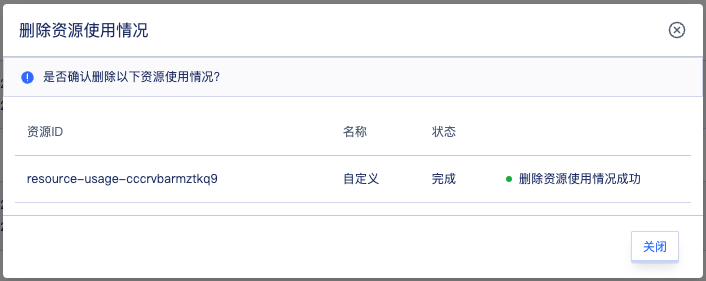 删除资源使用情况
是否确认删除以下资源使用情况?
资源ID 名称 状态
resource-usage-cccrvbarmztkq9 自定义 完成 删除资源使用情况成功
关闭